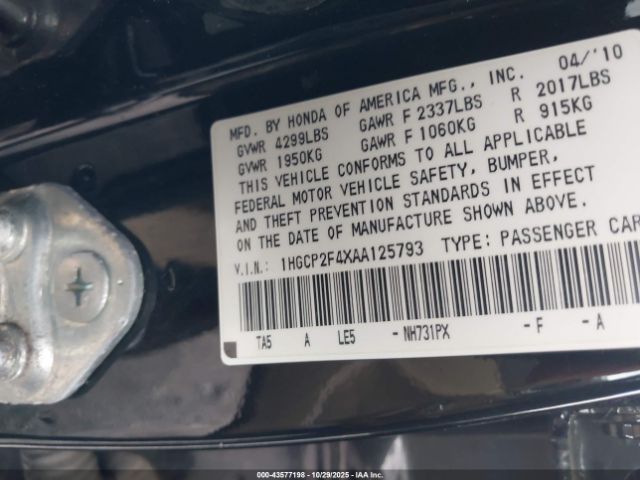 04/'10
MFD. BY HONDA OF AMERICA MFG., INC.
GVWR 4299LBS GAWR F 2337LBS R 2017LBS
GVWR 1950KG GAWR F 1060KG R 915KG
THIS VEHICLE CONFORMS TO ALL APPLICABLE
FEDERAL MOTOR VEHICLE SAFETY, BUMPER,
AND THEFT PREVENTION STANDARDS IN EFFECT
ON THE DATE OF MANUFACTURE SHOWN ABOVE.
V.I.N: 1HGCP2F4XAA125793 TYPE: PASSENGER CAR
TA5 A LE5 - NH731PX - F - A
000-43577198 | 10/29/2025 | IAA, Inc.